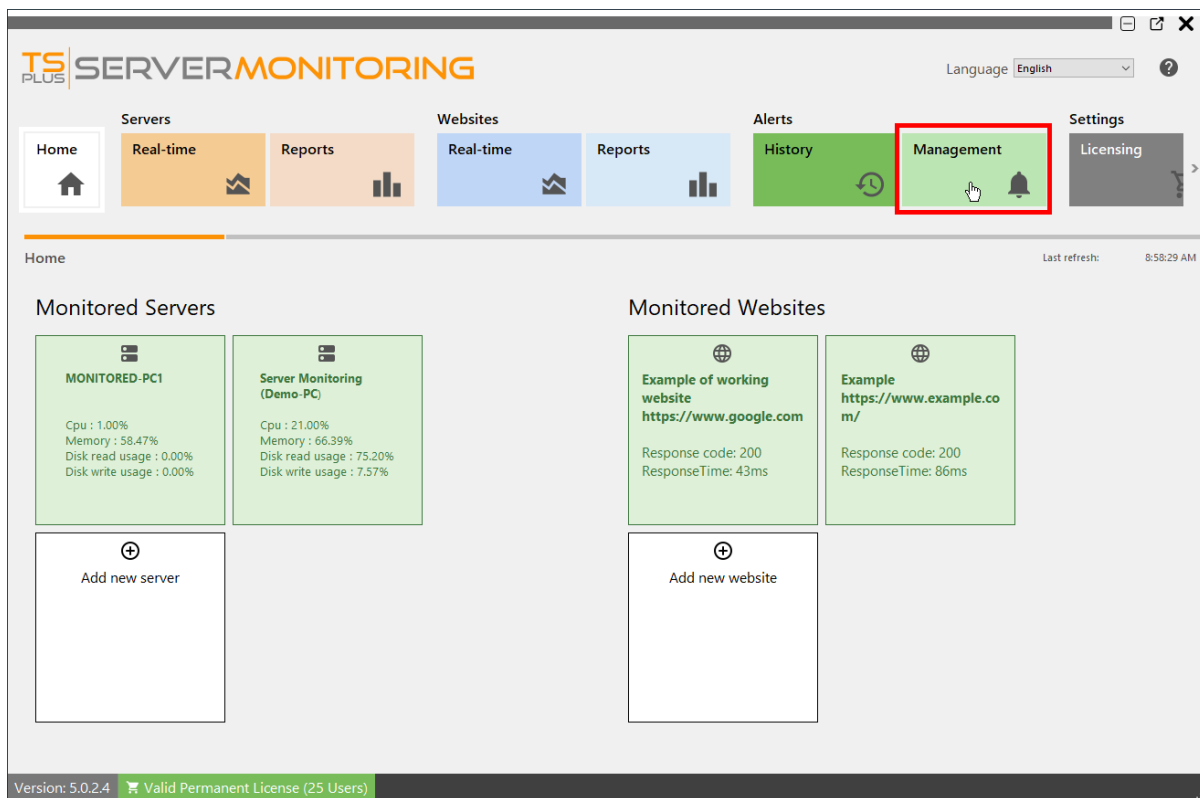 TS PLUS SERVERMONITORING
Language English
Servers
Websites
Alerts
Settings
Home
Real-time
Reports
Real-time
Reports
History
Management
Licensing
Home
Last refresh: 8:58:29 AM
Monitored Servers
Monitored Websites
MONITORED-PC1
Cpu : 1.00%
Memory : 58.47%
Disk read usage : 0.00%
Disk write usage : 0.00%
Server Monitoring
(Demo-PC)
Cpu : 21.00%
Memory : 66.39%
Disk read usage : 75.20%
Disk write usage : 7.57%
Example of working
website
https://www.google.com
Response code: 200
ResponseTime: 43ms
Example
https://www.example.co
m/
Response code: 200
ResponseTime: 86ms
Add new server
Add new website
Version: 5.0.2.4
Valid Permanent License (25 Users)